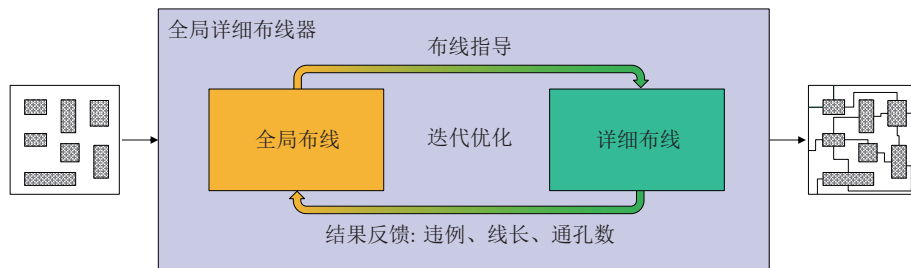 全局详细布线器
布线指导
全局布线
迭代优化
详细布线
结果反馈: 违例、线长、通孔数